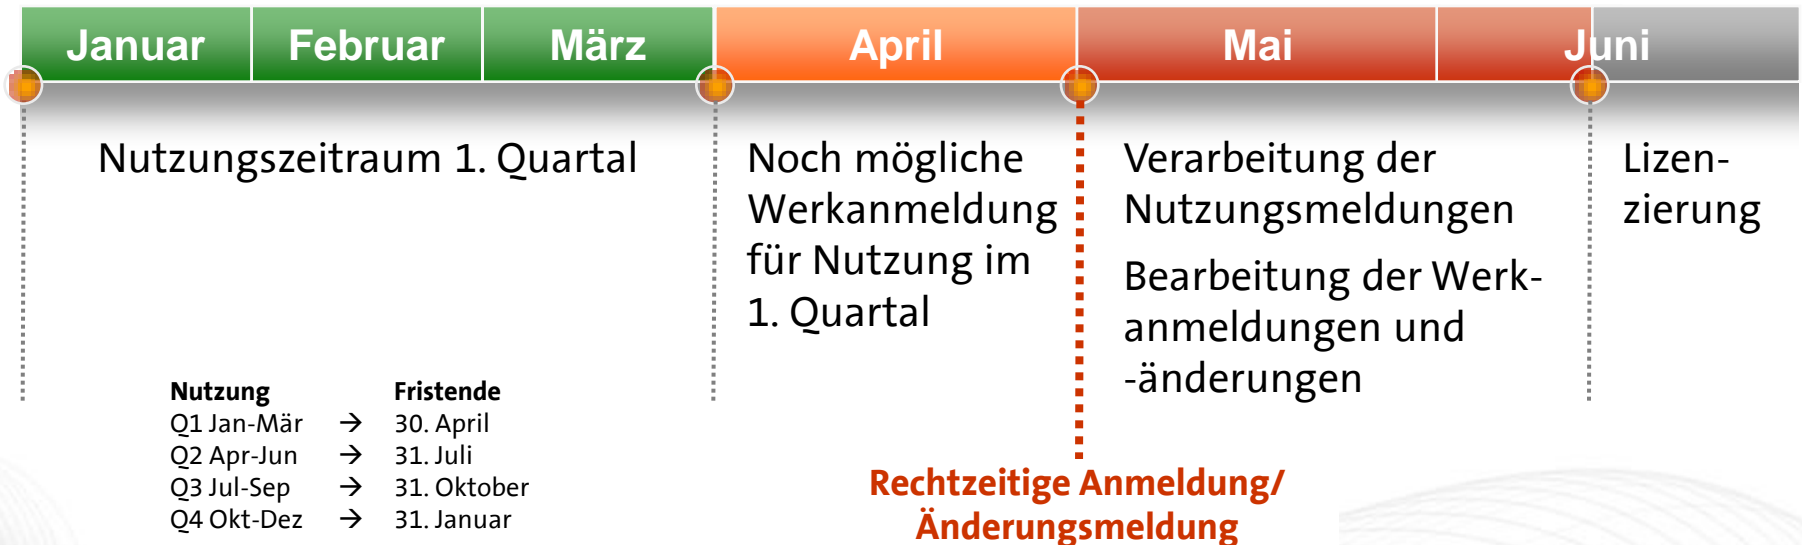 Januar Februar März April Mai Juni
Nutzungszeitraum 1. Quartal
Noch mögliche
Werkanmeldung
für Nutzung im
1. Quartal
Verarbeitung der
Nutzungsmeldungen
Bearbeitung der Werk-
anmeldungen und
-änderungen
Lizen-
zierung
Nutzung Fristende
Q1 Jan-Mär → 30. April
Q2 Apr-Jun → 31. Juli
Q3 Jul-Sep → 31. Oktober
Q4 Okt-Dez → 31. Januar
Rechtzeitige Anmeldung/
Änderungsmeldung